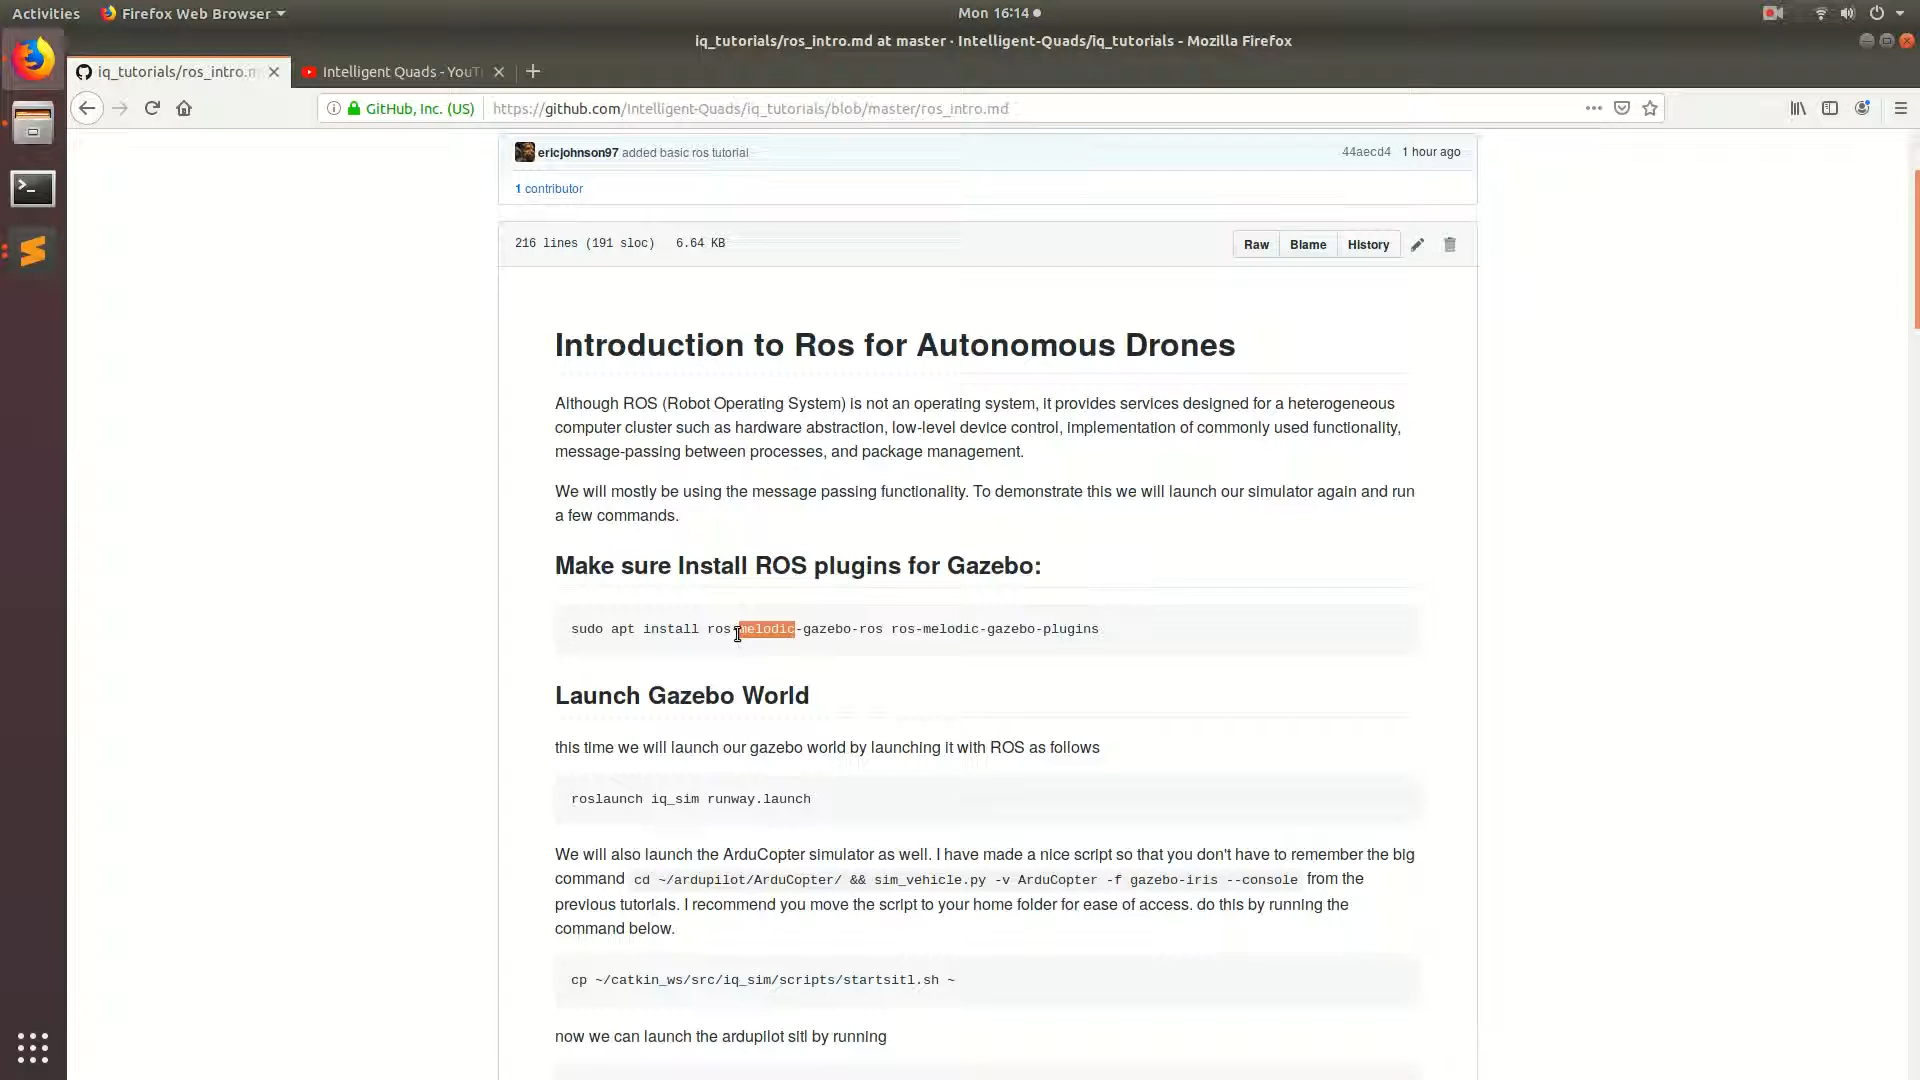 Activities Firefox Web Browser Mon 16:14
iq_tutorials/ros_intro.md at master · Intelligent-Quads/iq_tutorials - Mozilla Firefox
iq_tutorials/ros_intro.m Intelligent Quads - YouT
GitHub, Inc. (US) https://github.com/Intelligent-Quads/iq_tutorials/blob/master/ros_intro.md
ericjohnson97 added basic ros tutorial 44aecd4 1 hour ago
1 contributor
216 lines (191 sloc) 6.64 KB Raw Blame History
Introduction to Ros for Autonomous Drones
Although ROS (Robot Operating System) is not an operating system, it provides services designed for a heterogeneous
computer cluster such as hardware abstraction, low-level device control, implementation of commonly used functionality,
message-passing between processes, and package management.
We will mostly be using the message passing functionality. To demonstrate this we will launch our simulator again and run
a few commands.
Make sure Install ROS plugins for Gazebo:
sudo apt install ros-melodic-gazebo-ros ros-melodic-gazebo-plugins
Launch Gazebo World
this time we will launch our gazebo world by launching it with ROS as follows
roslaunch iq_sim runway.launch
We will also launch the ArduCopter simulator as well. I have made a nice script so that you don't have to remember the big
command cd ~/ardupilot/ArduCopter/ && sim_vehicle.py -v ArduCopter -f gazebo-iris --console from the
previous tutorials. I recommend you move the script to your home folder for ease of access. do this by running the
command below.
cp ~/catkin_ws/src/iq_sim/scripts/startsitl.sh ~
now we can launch the ardupilot sitl by running